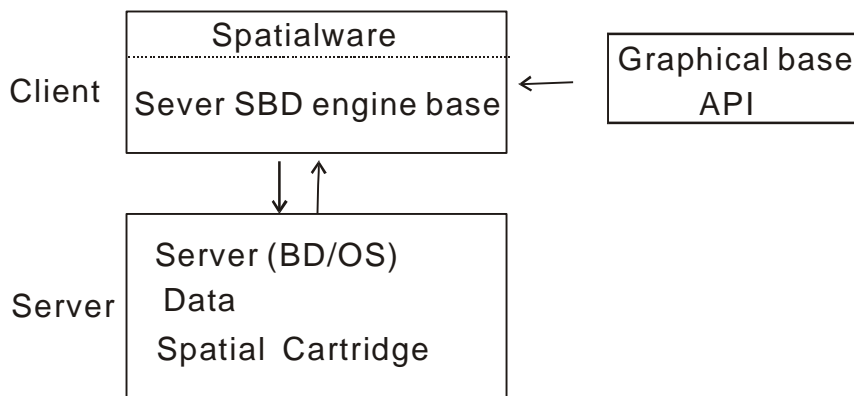 Spatialware
Client
Sever SBD engine base
Graphical base
API
Server
Server (BD/OS)
Data
Spatial Cartridge